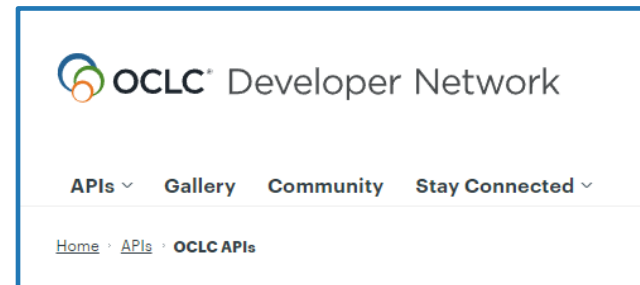 OCLC® Developer Network
APIs Gallery Community Stay Connected
Home › APIs › OCLC APIs